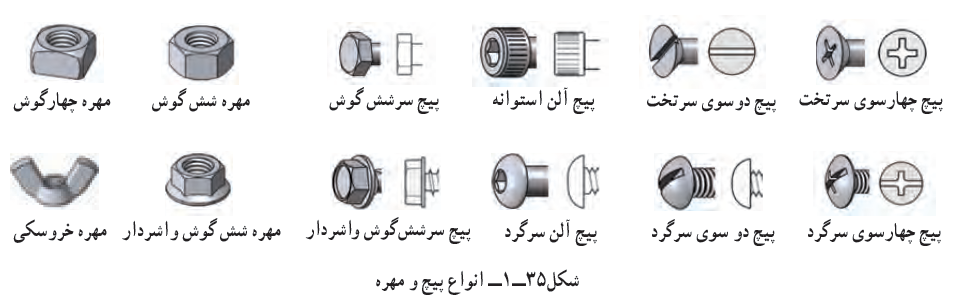 پیچ چهارسوی سرتخت پیچ دوسوی سرتخت پیچ آلن استوانه پیچ سرشش‌گوش مهره شش‌گوش مهره چهارگوش
پیچ چهارسوی سرگرد پیچ دو سوی سرگرد پیچ آلن سرگرد پیچ سرشش‌گوش واشردار مهره شش‌گوش واشردار مهره خروسکی
شکل۳۵ــ۱ــ انواع پیچ و مهره